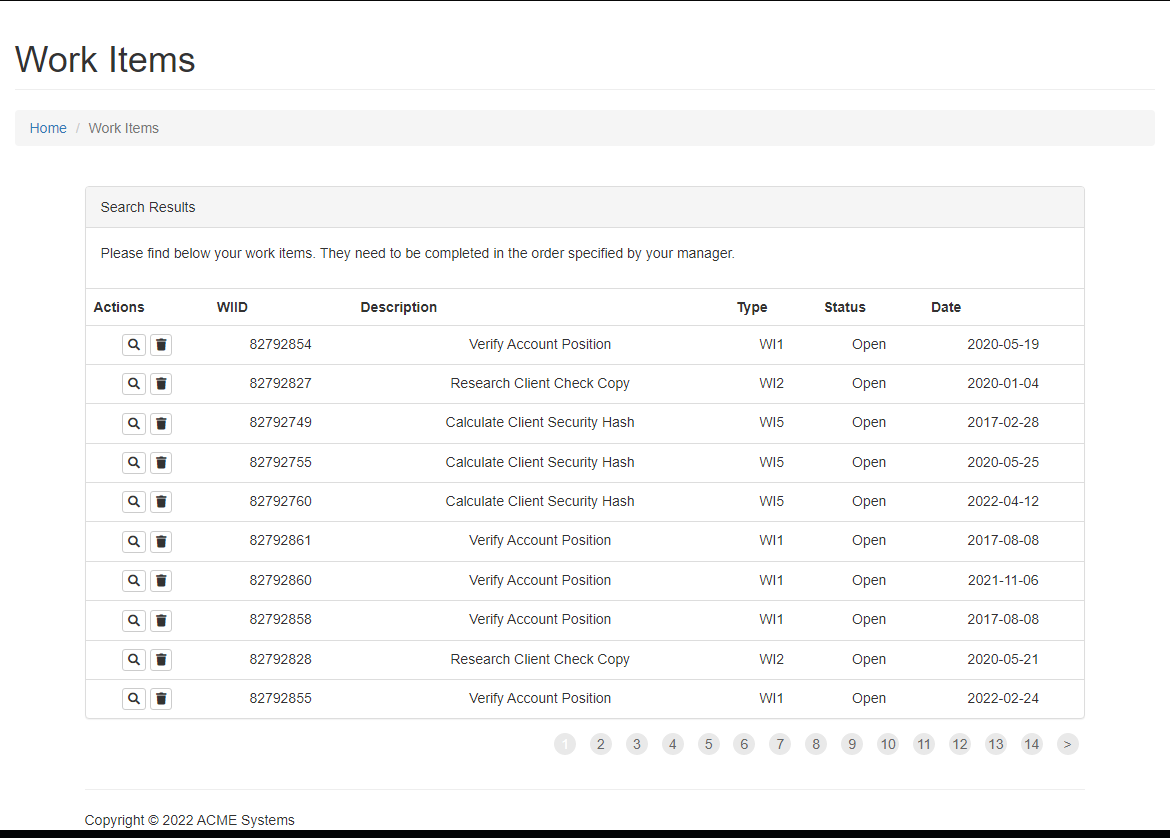 Work Items
Home / Work Items
Search Results
Please find below your work items. They need to be completed in the order specified by your manager.
Actions WIID Description Type Status Date
82792854 Verify Account Position WI1 Open 2020-05-19
82792827 Research Client Check Copy WI2 Open 2020-01-04
82792749 Calculate Client Security Hash WI5 Open 2017-02-28
82792755 Calculate Client Security Hash WI5 Open 2020-05-25
82792760 Calculate Client Security Hash WI5 Open 2022-04-12
82792861 Verify Account Position WI1 Open 2017-08-08
82792860 Verify Account Position WI1 Open 2021-11-06
82792858 Verify Account Position WI1 Open 2017-08-08
82792828 Research Client Check Copy WI2 Open 2020-05-21
82792855 Verify Account Position WI1 Open 2022-02-24
1 2 3 4 5 6 7 8 9 10 11 12 13 14 >
Copyright © 2022 ACME Systems